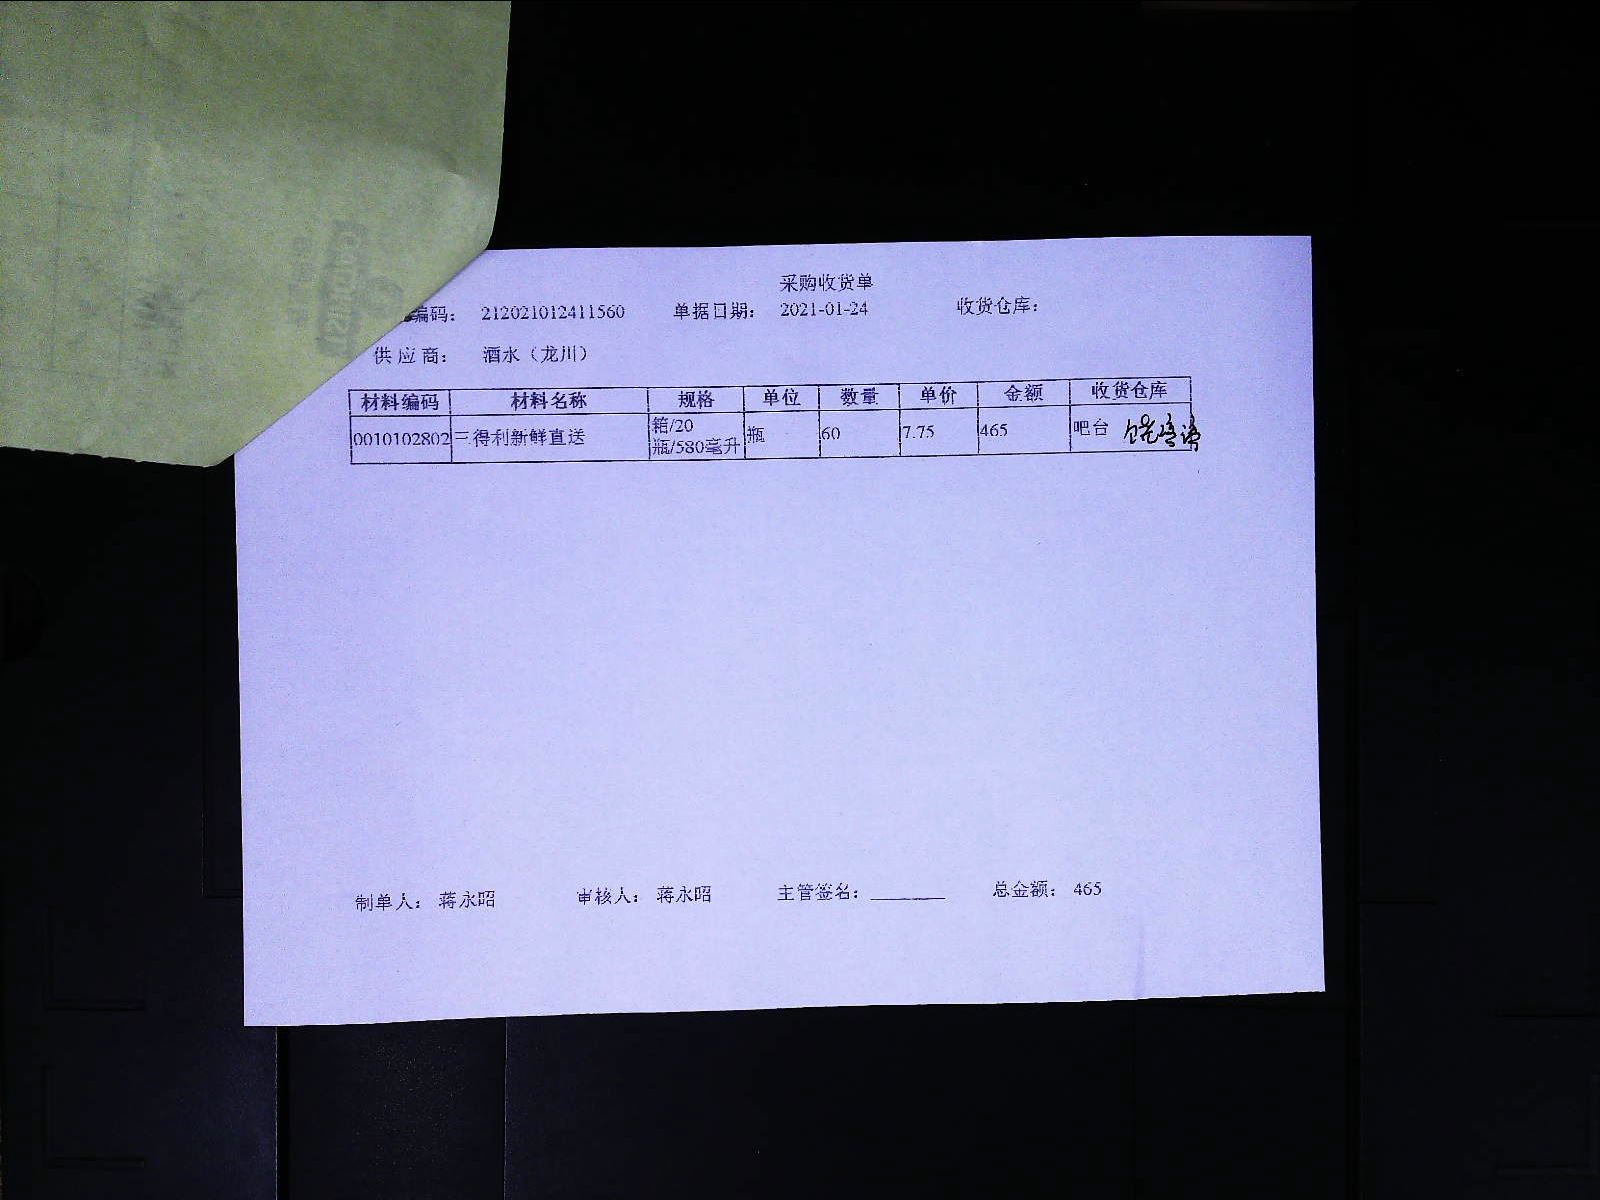 采购收货单
编码： 212021012411560 单据日期： 2021-01-24 收货仓库：
供应商： 酒水（龙川）
材料编码 材料名称 规格 单位 数量 单价 金额 收货仓库
0010102802 三得利新鲜直送 箱/20瓶/580毫升 瓶 60 7.75 465 吧台
制单人： 蒋永昭 审核人： 蒋永昭 主管签名： 总金额： 465